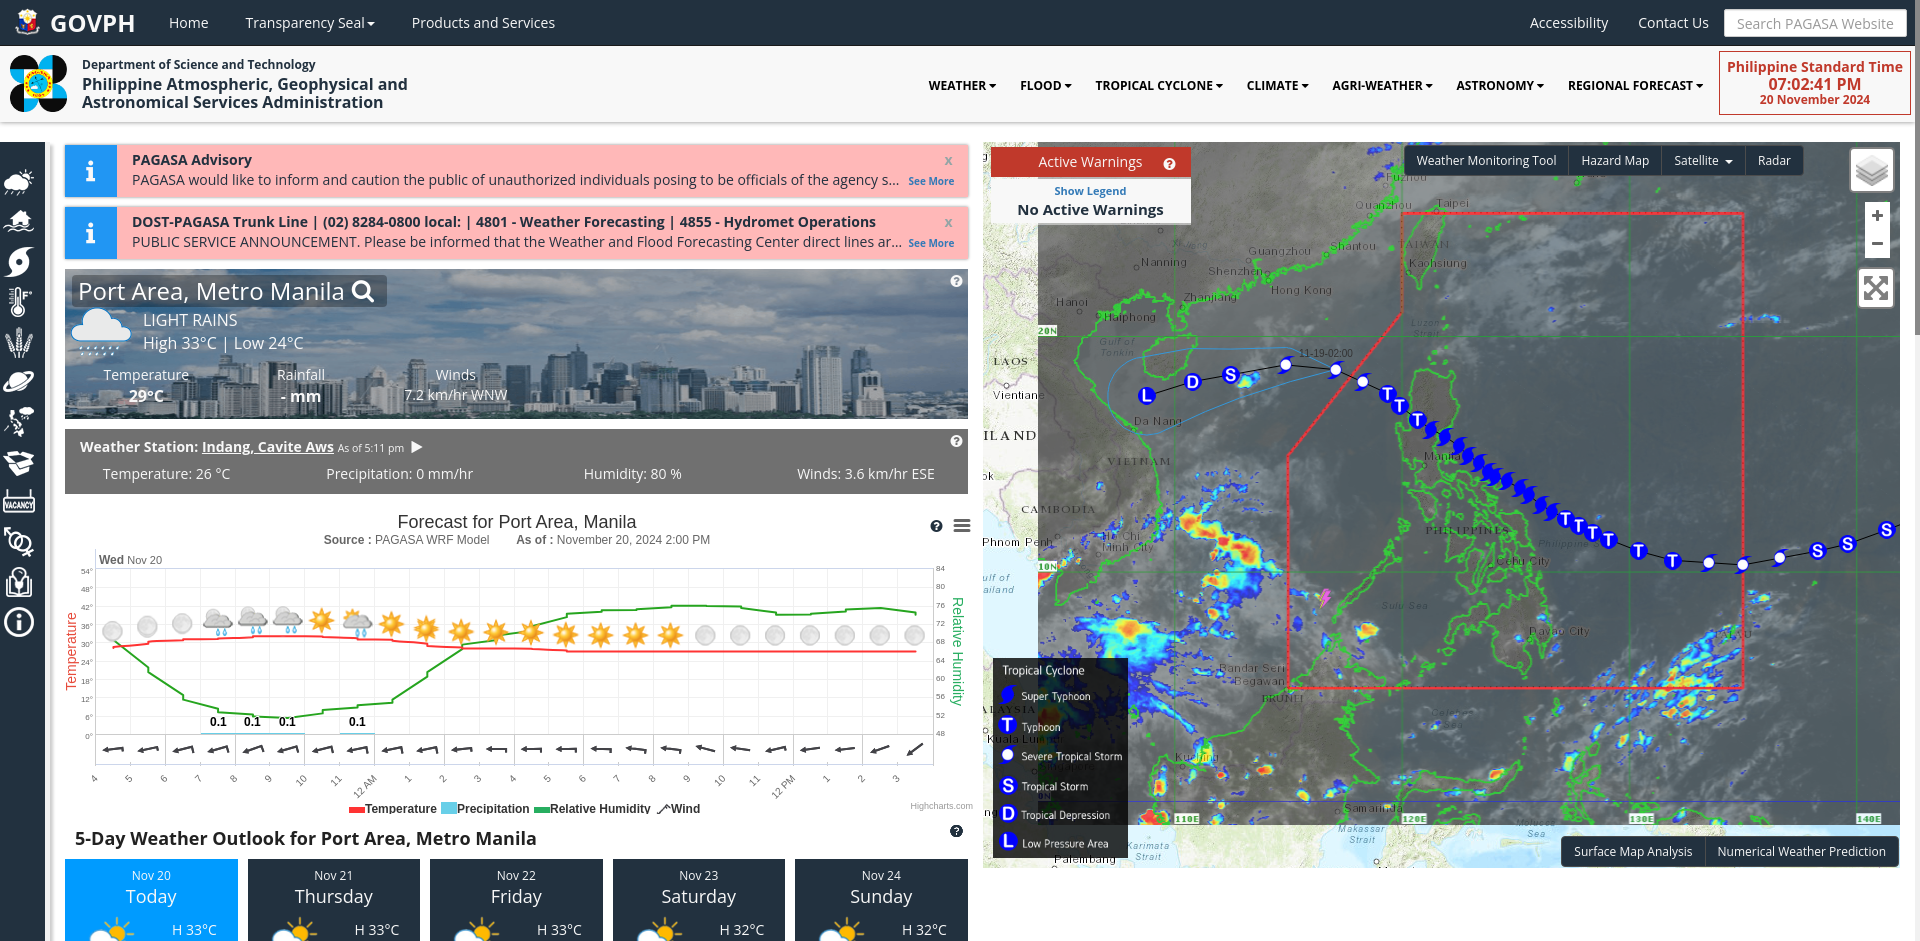 GOVPH
Home
Transparency Seal
Products and Services
Accessibility
Contact Us
Search PAGASA Website
Department of Science and Technology
Philippine Atmospheric, Geophysical and
Astronomical Services Administration
WEATHER
FLOOD
TROPICAL CYCLONE
CLIMATE
AGRI-WEATHER
ASTRONOMY
REGIONAL FORECAST
Philippine Standard Time
07:02:41 PM
20 November 2024
PAGASA Advisory
x
PAGASA would like to inform and caution the public of unauthorized individuals posing to be officials of the agency s...
See More
DOST-PAGASA Trunk Line | (02) 8284-0800 local: | 4801 - Weather Forecasting | 4855 - Hydromet Operations
x
PUBLIC SERVICE ANNOUNCEMENT. Please be informed that the Weather and Flood Forecasting Center direct lines ar...
See More
Port Area, Metro Manila
LIGHT RAINS
High 33°C | Low 24°C
Temperature
Rainfall
Winds
29°C
- mm
7.2 km/hr WNW
Weather Station: Indang, Cavite Aws As of 5:11 pm
Temperature: 26 °C
Precipitation: 0 mm/hr
Humidity: 80 %
Winds: 3.6 km/hr ESE
Forecast for Port Area, Manila
Source : PAGASA WRF Model As of : November 20, 2024 2:00 PM
Wed Nov 20
54°
48°
42°
36°
30°
24°
18°
12°
6°
0°
Temperature
84
80
76
72
68
64
60
56
52
48
Relative Humidity
0.1
0.1
0.1
0.1
4 5 6 7 8 9 10 11 12 AM 1 2 3 4 5 6 7 8 9 10 11 12 PM 1 2 3
Temperature
Precipitation
Relative Humidity
Wind
Highcharts.com
5-Day Weather Outlook for Port Area, Metro Manila
Nov 20
Today
H 33°C
Nov 21
Thursday
H 33°C
Nov 22
Friday
H 33°C
Nov 23
Saturday
H 32°C
Nov 24
Sunday
H 32°C
VACANCY
Active Warnings
Show Legend
No Active Warnings
Weather Monitoring Tool
Hazard Map
Satellite
Radar
+
−
Fuzhou
Quanzhou
Taipei
Guangzhou
Shantou
TAIWAN
Nanning
Shenzhen
Kaohsiung
Hanoi
Zhanjiang
Hong Kong
Haiphong
20N
Luzon
Strait
Gulf of
Tonkin
11-19-02:00
LAOS
Vientiane
L
D
S
T
T
T
Da Nang
ILAND
VIETNAM
Manila
CAMBODIA
Phnom Penh
Ho Chi
Minh City
PHILIPPINES
Philippine
T
T
T
T
T
T
S
S
S
Cebu City
10N
ulf of
ailand
Sulu Sea
Davao City
PALAU
Bandar Seri
Begawan
BRUNEI
Celebes
ALAYSIA
Kuala Lum
Kuching
Samarinda
110E
120E
130E
140E
Makassar
Strait
Molucca
Sea
Karimata
Strait
Palembang
Tropical Cyclone
Super Typhoon
T Typhoon
Severe Tropical Storm
S Tropical Storm
D Tropical Depression
L Low Pressure Area
Surface Map Analysis
Numerical Weather Prediction